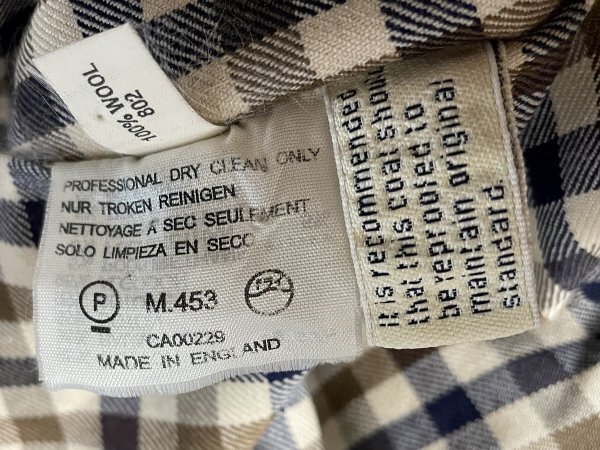 100% WOOL
802
PROFESSIONAL DRY CLEAN ONLY
NUR TROKEN REINIGEN
NETTOYAGE A SEC SEULEMENT
SOLO LIMPIEZA EN SECO
P M.453
CA00229
MADE IN ENGLAND
It is recommended
that this coat should
be reproofed to
maintain original
standard.